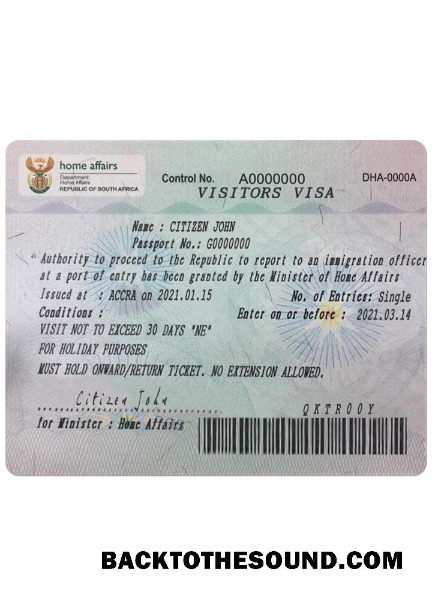 home affairs
Department:
Home Affairs
REPUBLIC OF SOUTH AFRICA
Control No. A0000000 DHA-0000A
VISITORS VISA
Name : CITIZEN JOHN
Passport No.: G0000000
"Authority to proceed to the Republic to report to an immigration officer
at a port of entry has been granted by the Minister of Home Affairs
Issued at : ACCRA on 2021.01.15 No. of Entries: Single
Conditions : Enter on or before : 2021.03.14
VISIT NOT TO EXCEED 30 DAYS "NE"
FOR HOLIDAY PURPOSES
MUST HOLD ONWARD/RETURN TICKET. NO EXTENSION ALLOWED.
Citizen John
QKTR00Y
for Minister : Home Affairs
BACKTOTHESOUND.COM